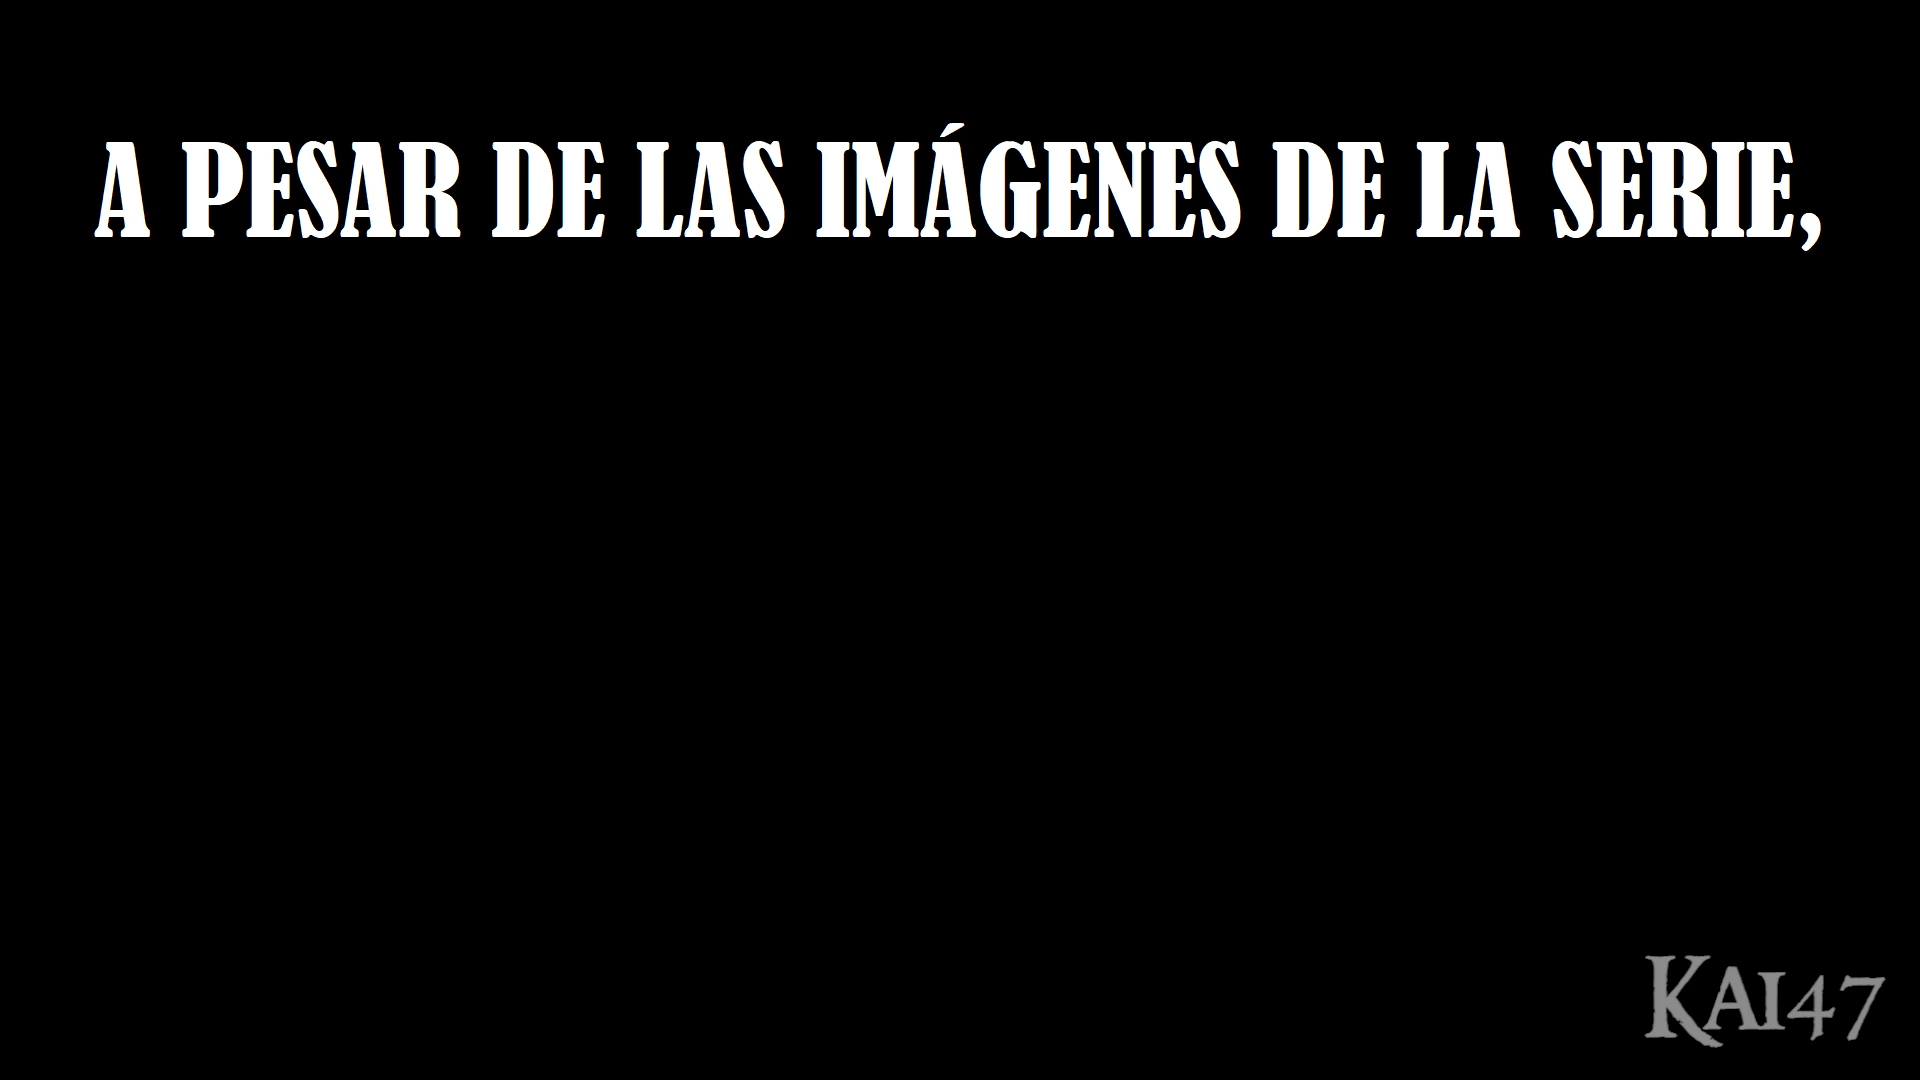 A PESAR DE LAS IMÁGENES DE LA SERIE,
KAI47